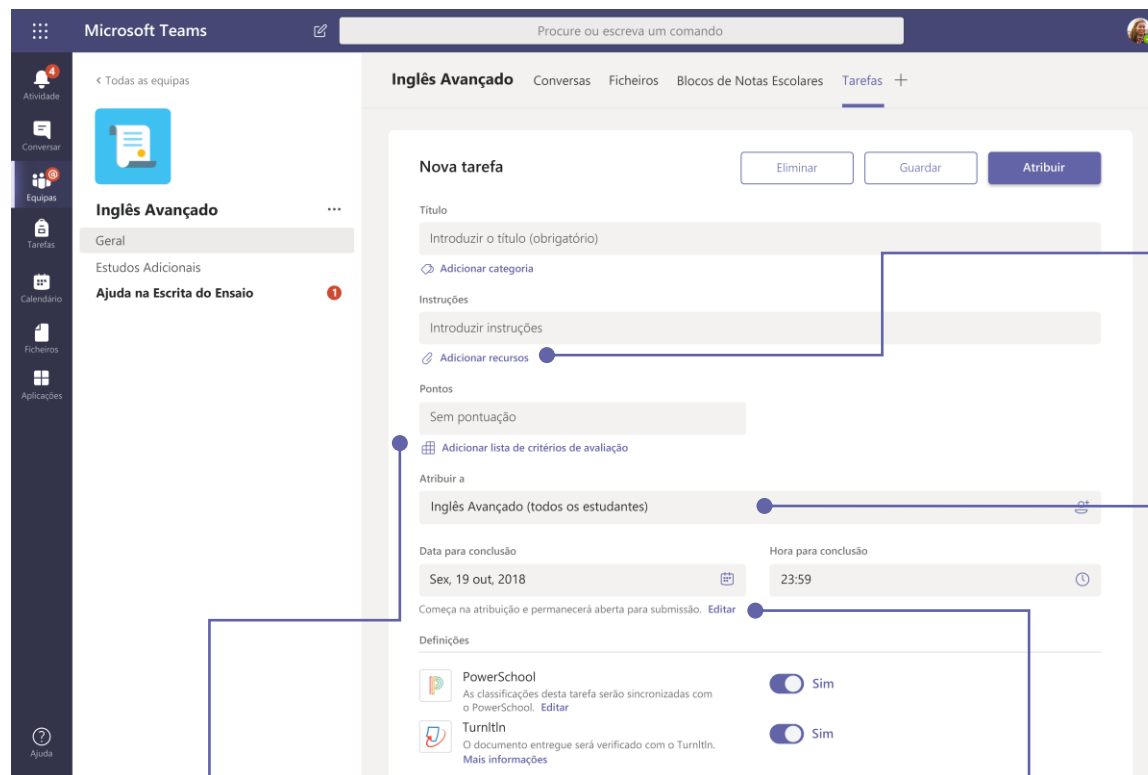 Microsoft Teams
Procure ou escreva um comando
4
Atividade
Conversar
@
Equipas
Tarefas
Calendário
Ficheiros
Aplicações
Ajuda
< Todas as equipas
Inglês Avançado
...
Geral
Estudos Adicionais
Ajuda na Escrita do Ensaio
1
Inglês Avançado Conversas Ficheiros Blocos de Notas Escolares Tarefas +
Nova tarefa
Eliminar
Guardar
Atribuir
Título
Introduzir o título (obrigatório)
Adicionar categoria
Instruções
Introduzir instruções
Adicionar recursos
Pontos
Sem pontuação
Adicionar lista de critérios de avaliação
Atribuir a
Inglês Avançado (todos os estudantes)
Data para conclusão
Hora para conclusão
Sex, 19 out, 2018
23:59
Começa na atribuição e permanecerá aberta para submissão. Editar
Definições
PowerSchool
As classificações desta tarefa serão sincronizadas com
o PowerSchool. Editar
Sim
TurnItIn
O documento entregue será verificado com o TurnItIn.
Mais informações
Sim